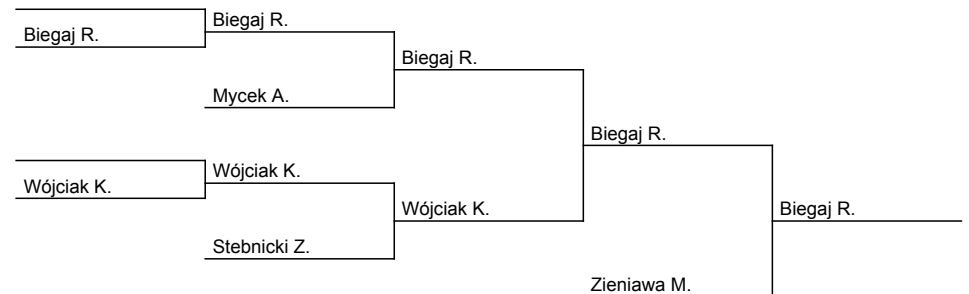 Biegaj R.
Biegaj R.
Biegaj R.
Mycek A.
Biegaj R.
Wójciak K.
Wójciak K.
Wójciak K.
Biegaj R.
Stebnicki Z.
Zieniawa M.